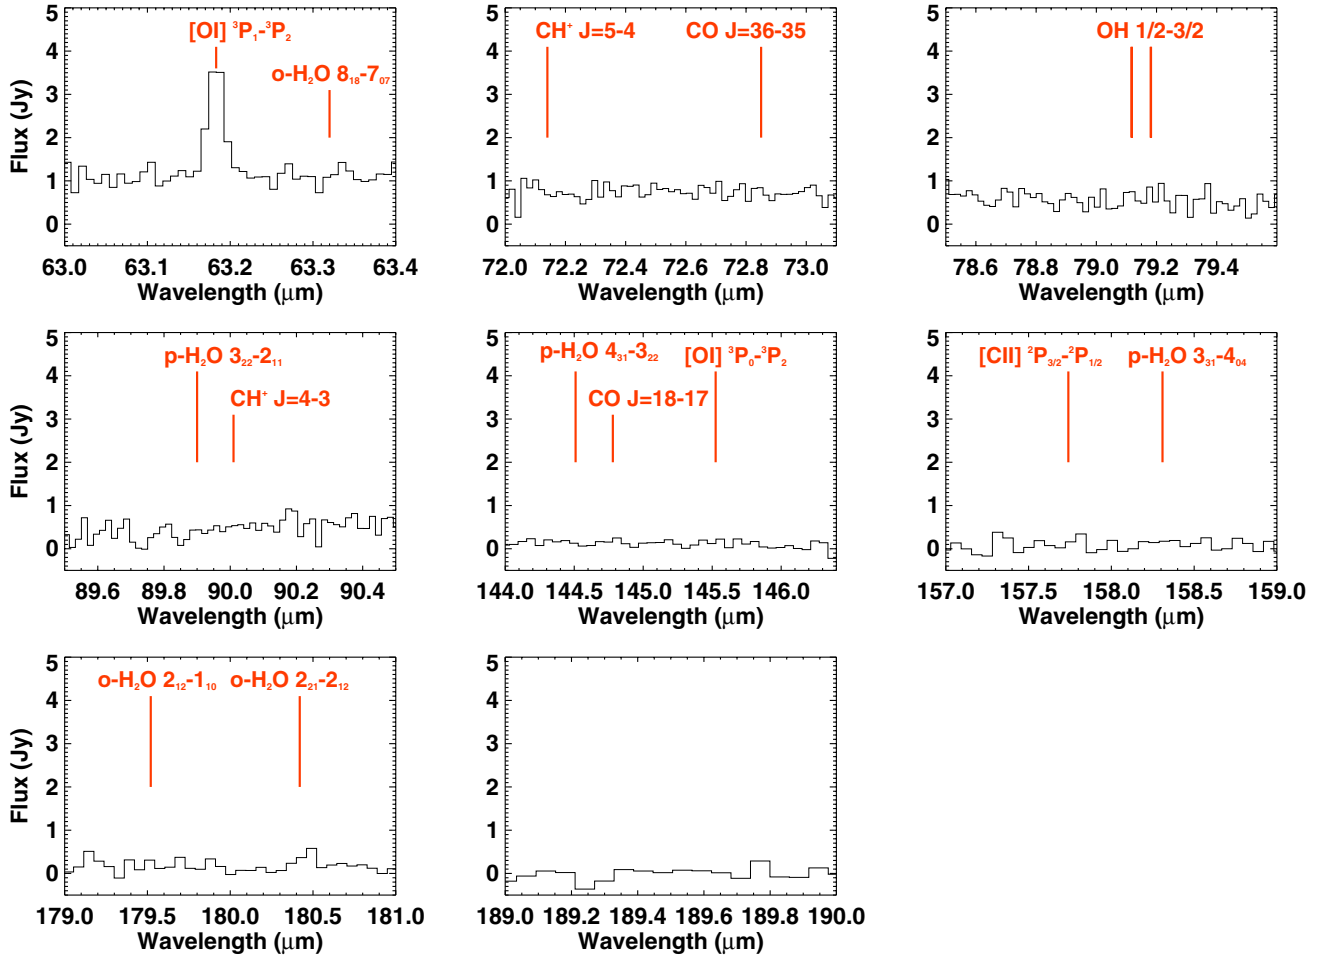 [OI] ³P₁-³P₂
o-H₂O 8₁₈-7₀₇
Flux (Jy)
5
4
3
2
1
0
63.0 63.1 63.2 63.3 63.4
Wavelength (μm)
CH⁺ J=5-4 CO J=36-35
5
4
3
2
1
0
72.0 72.2 72.4 72.6 72.8 73.0
Wavelength (μm)
OH 1/2-3/2
5
4
3
2
1
0
78.6 78.8 79.0 79.2 79.4
Wavelength (μm)
p-H₂O 3₂₂-2₁₁
CH⁺ J=4-3
Flux (Jy)
5
4
3
2
1
0
89.6 89.8 90.0 90.2 90.4
Wavelength (μm)
p-H₂O 4₃₁-3₂₂ [OI] ³P₀-³P₂
CO J=18-17
5
4
3
2
1
0
144.0 144.5 145.0 145.5 146.0
Wavelength (μm)
[CII] ²P₃/₂-²P₁/₂ p-H₂O 3₃₁-4₀₄
5
4
3
2
1
0
157.0 157.5 158.0 158.5 159.0
Wavelength (μm)
o-H₂O 2₁₂-1₁₀ o-H₂O 2₂₁-2₁₂
Flux (Jy)
5
4
3
2
1
0
179.0 179.5 180.0 180.5 181.0
Wavelength (μm)
5
4
3
2
1
0
189.0 189.2 189.4 189.6 189.8 190.0
Wavelength (μm)